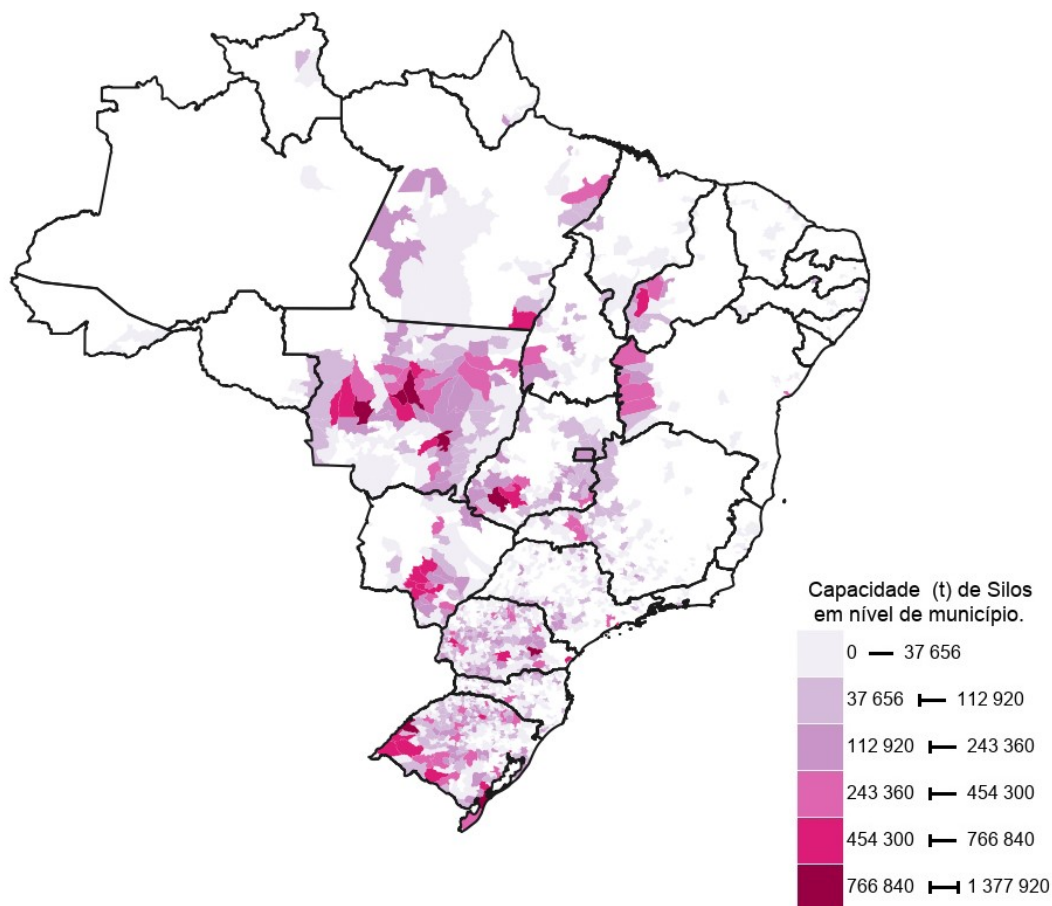 Capacidade (t) de Silos
em nível de município.
0 — 37 656
37 656 ⊢ 112 920
112 920 ⊢ 243 360
243 360 ⊢ 454 300
454 300 ⊢ 766 840
766 840 ⊢⊣ 1 377 920